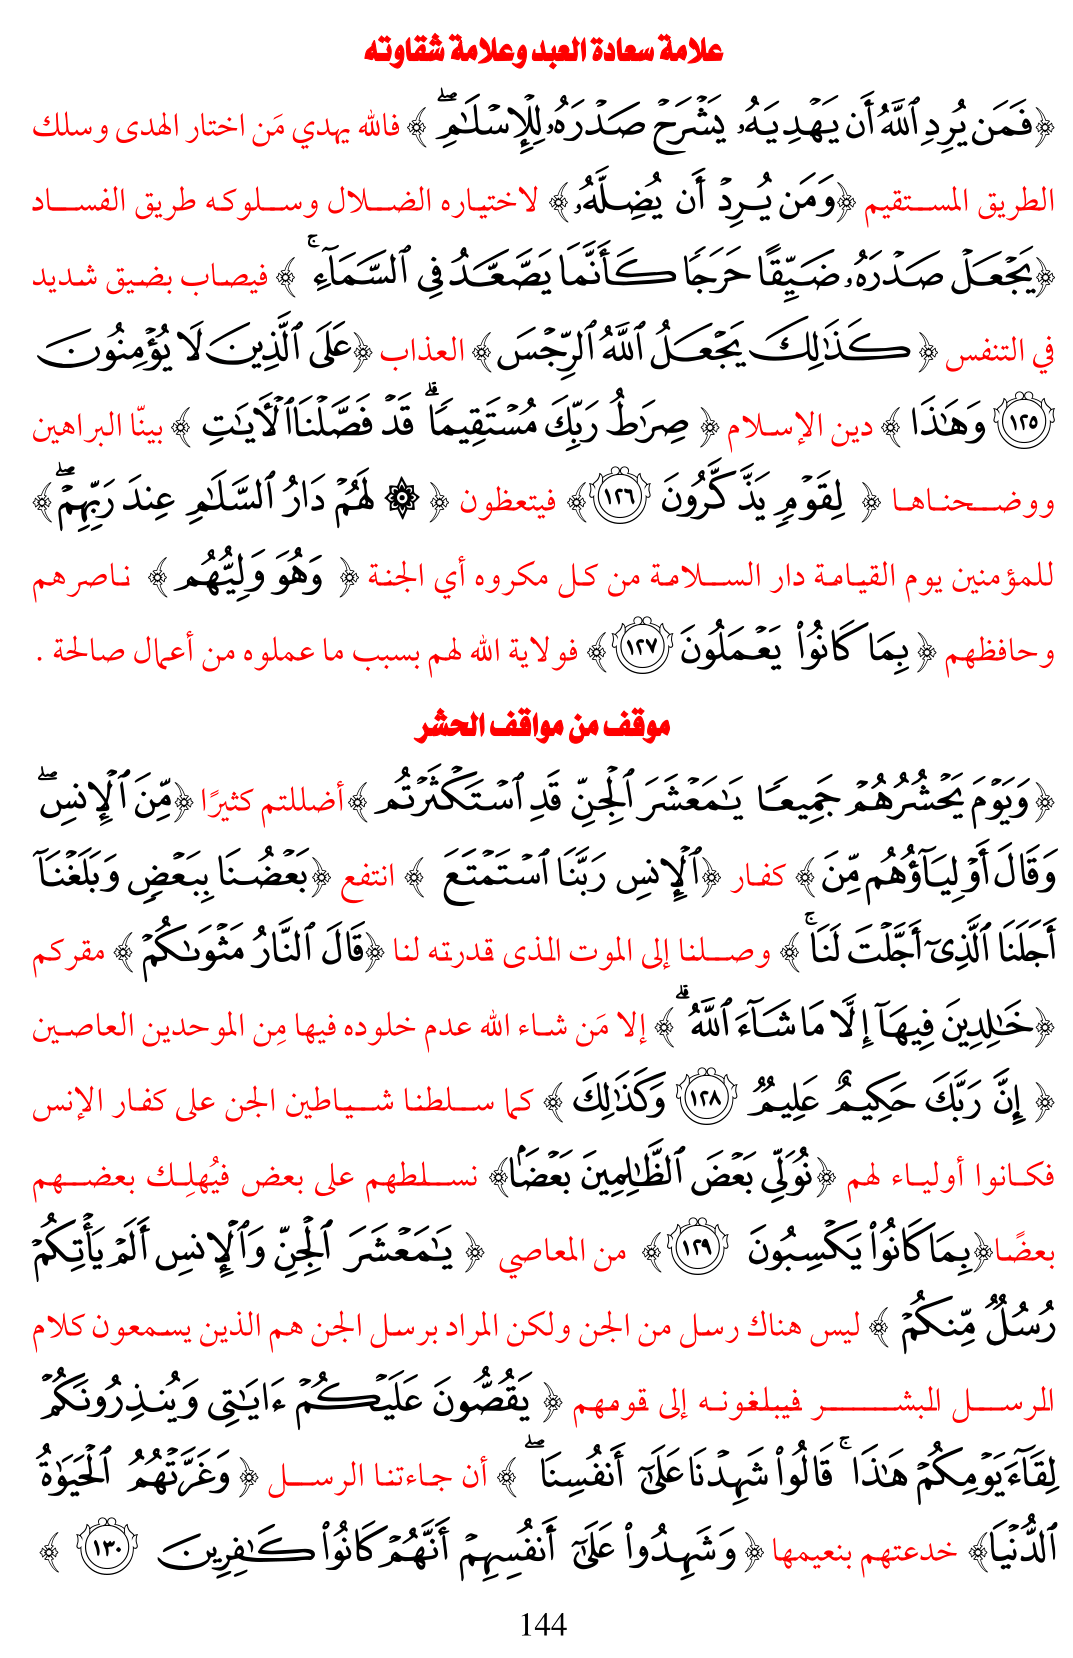 علامة سعادة العبد وعلامة شقاوته
﴿فَمَن يُرِدِ ٱللَّهُ أَن يَهْدِيَهُۥ يَشْرَحْ صَدْرَهُۥ لِلْإِسْلَٰمِ ۖ﴾ فالله يهدي مَن اختار الهدى وسلك
الطريق المستقيم ﴿وَمَن يُرِدْ أَن يُضِلَّهُۥ﴾ لاختياره الضلال وسلوكه طريق الفساد
﴿يَجْعَلْ صَدْرَهُۥ ضَيِّقًا حَرَجًا كَأَنَّمَا يَصَّعَّدُ فِى ٱلسَّمَآءِ ۚ ﴾ فيصاب بضيق شديد
في التنفس ﴿ كَذَٰلِكَ يَجْعَلُ ٱللَّهُ ٱلرِّجْسَ﴾ العذاب ﴿عَلَى ٱلَّذِينَ لَا يُؤْمِنُونَ
١٢٥ وَهَٰذَا ﴾ دين الإسلام ﴿ صِرَٰطُ رَبِّكَ مُسْتَقِيمًا ۗ قَدْ فَصَّلْنَا ٱلْأَيَٰتِ ﴾ بينّا البراهين
ووضحناها ﴿ لِقَوْمٍ يَذَّكَّرُونَ ١٢٦﴾ فيتعظون ﴿ ۞ لَهُمْ دَارُ ٱلسَّلَٰمِ عِندَ رَبِّهِمْ ۖ﴾
للمؤمنين يوم القيامة دار السلامة من كل مكروه أي الجنة ﴿ وَهُوَ وَلِيُّهُم ﴾ ناصرهم
وحافظهم ﴿ بِمَا كَانُوا۟ يَعْمَلُونَ ١٢٧﴾ فولاية الله لهم بسبب ما عملوه من أعمال صالحة .
موقف من مواقف الحشر
﴿وَيَوْمَ يَحْشُرُهُمْ جَمِيعًا يَٰمَعْشَرَ ٱلْجِنِّ قَدِ ٱسْتَكْثَرْتُم ﴾ أضللتم كثيرًا ﴿مِّنَ ٱلْإِنسِ ۖ
وَقَالَ أَوْلِيَآؤُهُم مِّنَ﴾ كفار ﴿ٱلْإِنسِ رَبَّنَا ٱسْتَمْتَعَ ﴾ انتفع ﴿بَعْضُنَا بِبَعْضٍ وَبَلَغْنَآ
أَجَلَنَا ٱلَّذِىٓ أَجَّلْتَ لَنَا ۚ ﴾ وصلنا إلى الموت الذى قدرته لنا ﴿قَالَ ٱلنَّارُ مَثْوَىٰكُمْ ﴾ مقركم
﴿خَٰلِدِينَ فِيهَآ إِلَّا مَا شَآءَ ٱللَّهُ ۗ ﴾ إلا مَن شاء الله عدم خلوده فيها مِن الموحدين العاصين
﴿ إِنَّ رَبَّكَ حَكِيمٌ عَلِيمٌ ١٢٨ وَكَذَٰلِكَ ﴾ كما سلطنا شياطين الجن على كفار الإنس
فكانوا أولياء لهم ﴿نُوَلِّى بَعْضَ ٱلظَّٰلِمِينَ بَعْضًۢا﴾ نسلطهم على بعض فيُهلِك بعضهم
بعضًا﴿بِمَا كَانُوا۟ يَكْسِبُونَ ١٢٩﴾ من المعاصي ﴿ يَٰمَعْشَرَ ٱلْجِنِّ وَٱلْإِنسِ أَلَمْ يَأْتِكُمْ
رُسُلٌ مِّنكُمْ ﴾ ليس هناك رسل من الجن ولكن المراد برسل الجن هم الذين يسمعون كلام
الرسل المبشر فيبلغونه إلى قومهم ﴿ يَقُصُّونَ عَلَيْكُمْ ءَايَٰتِى وَيُنذِرُونَكُمْ
لِقَآءَ يَوْمِكُمْ هَٰذَا ۚ قَالُوا۟ شَهِدْنَا عَلَىٰٓ أَنفُسِنَا ۖ ﴾ أن جاءتنا الرسل ﴿ وَغَرَّتْهُمُ ٱلْحَيَوٰةُ
ٱلدُّنْيَا﴾ خدعتهم بنعيمها ﴿ وَشَهِدُوا۟ عَلَىٰٓ أَنفُسِهِمْ أَنَّهُمْ كَانُوا۟ كَٰفِرِينَ ١٣٠ ﴾
144